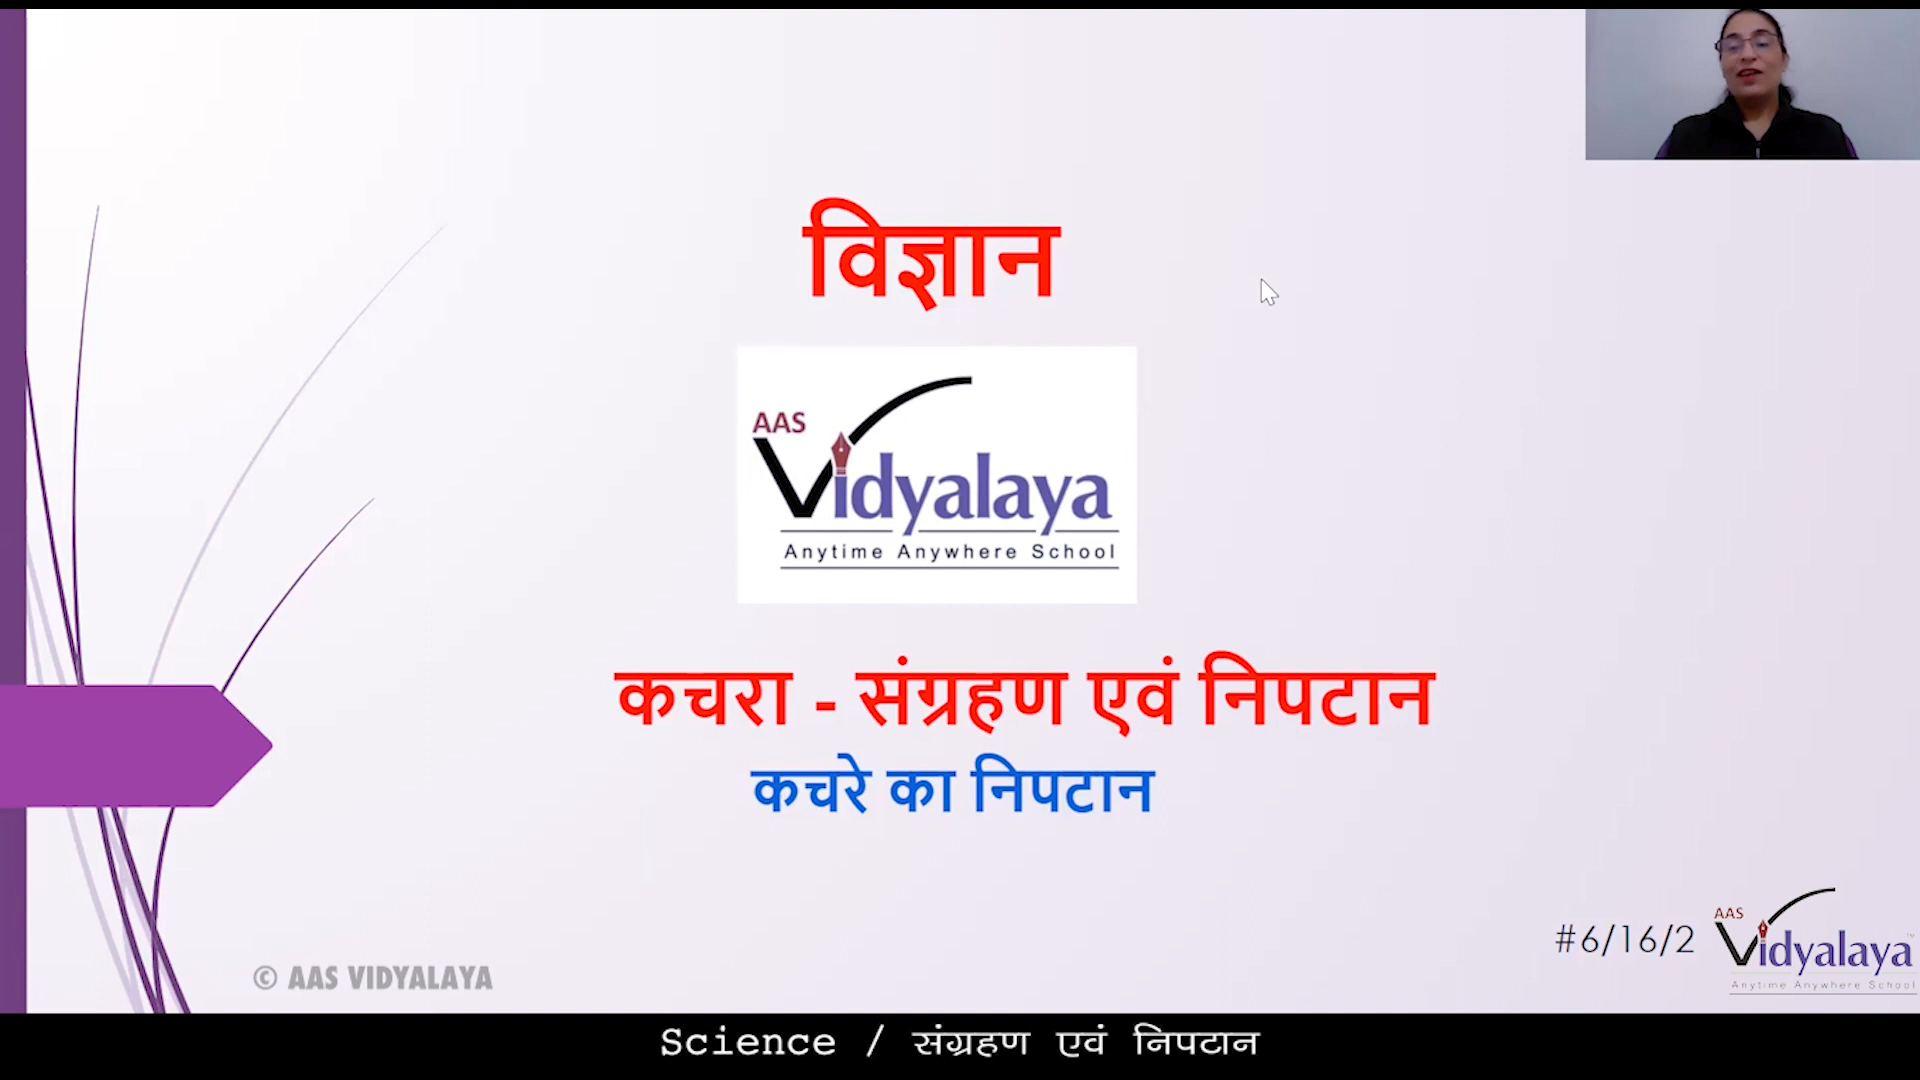 विज्ञान
AAS
Vidyalaya
Anytime Anywhere School
कचरा - संग्रहण एवं निपटान
कचरे का निपटान
#6/16/2
AAS
Vidyalaya
Anytime Anywhere School
© AAS VIDYALAYA
Science / संग्रहण एवं निपटान